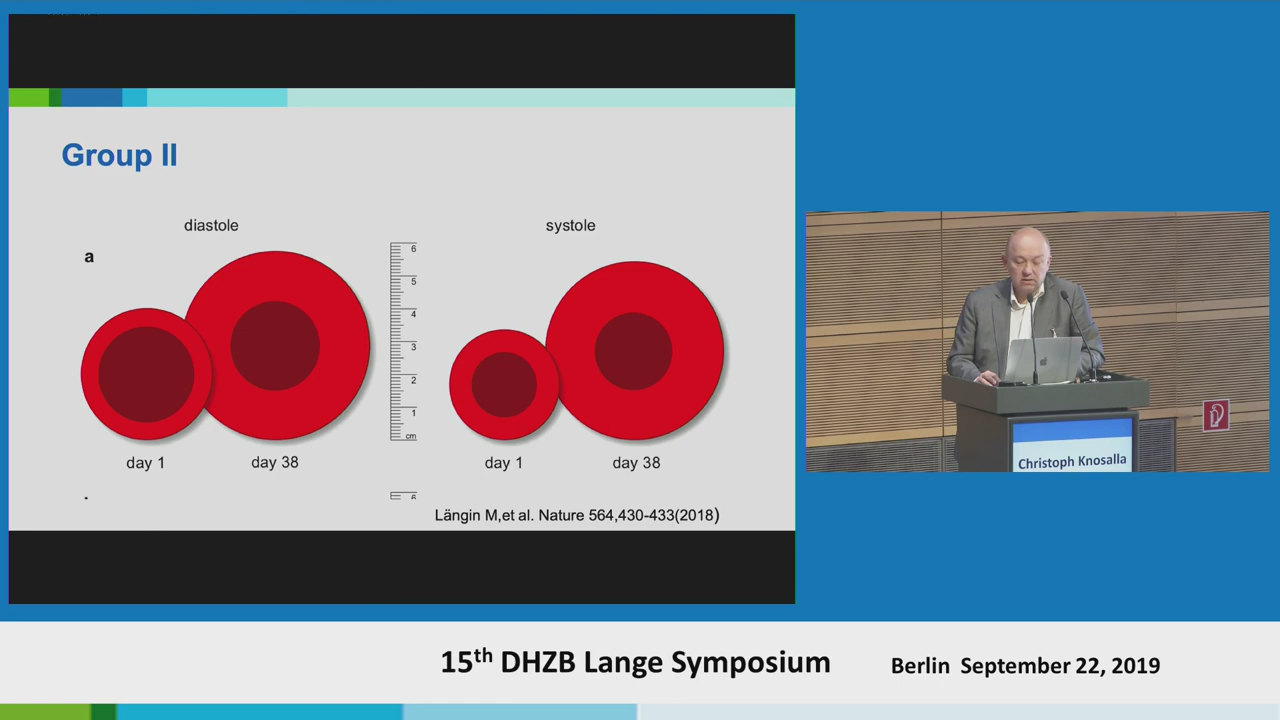 Group II
diastole
systole
a
6
5
4
3
2
1
cm
day 1
day 38
day 1
day 38
6
Längin M,et al. Nature 564,430-433(2018)
Christoph Knosalla
15th DHZB Lange Symposium
Berlin September 22, 2019